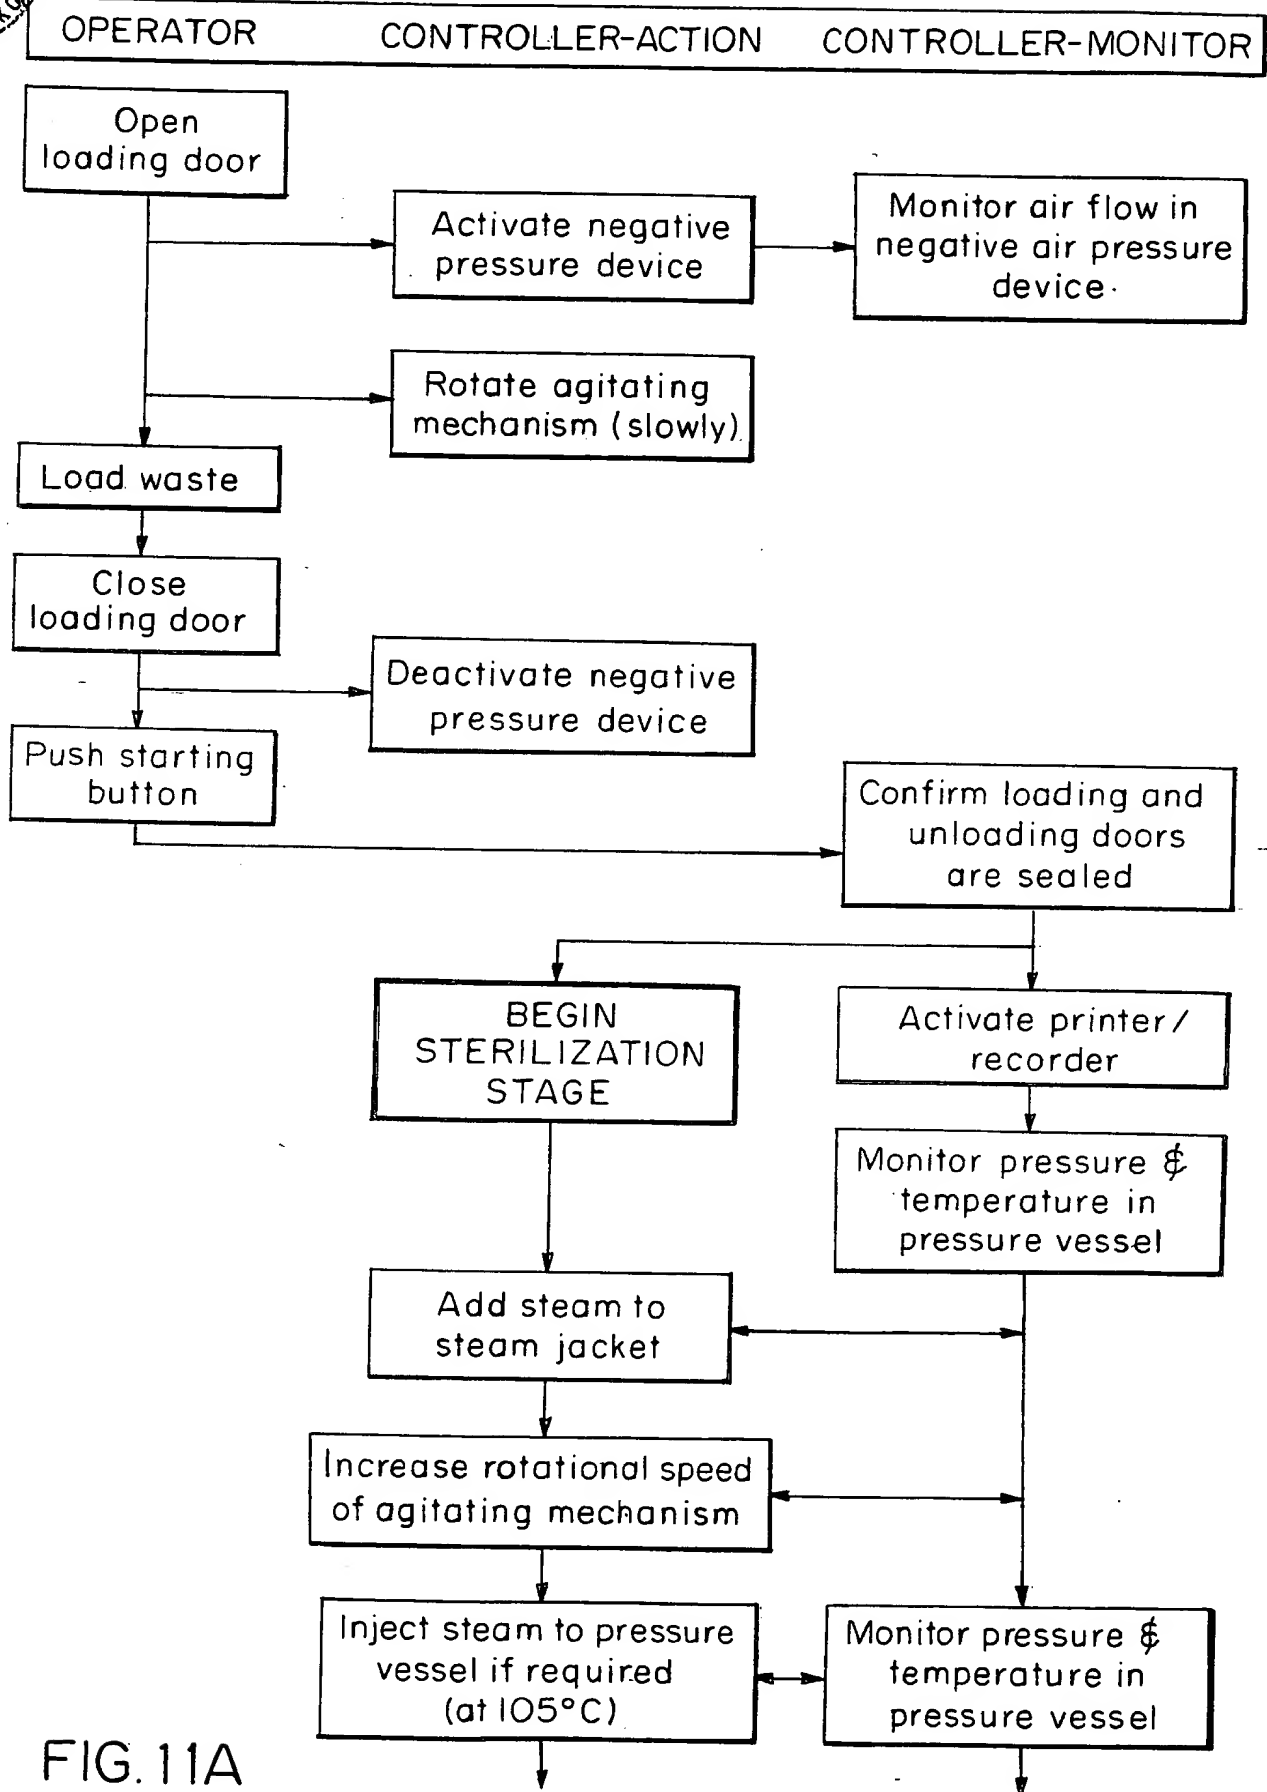 OPERATOR CONTROLLER-ACTION CONTROLLER-MONITOR
Open
loading door
Activate negative
pressure device
Monitor air flow in
negative air pressure
device
Rotate agitating
mechanism (slowly)
Load waste
Close
loading door
Deactivate negative
pressure device
Push starting
button
Confirm loading and
unloading doors
are sealed
BEGIN
STERILIZATION
STAGE
Activate printer/
recorder
Monitor pressure &
temperature in
pressure vessel
Add steam to
steam jacket
Increase rotational speed
of agitating mechanism
Inject steam to pressure
vessel if required
(at 105°C)
Monitor pressure &
temperature in
pressure vessel
FIG. 11A